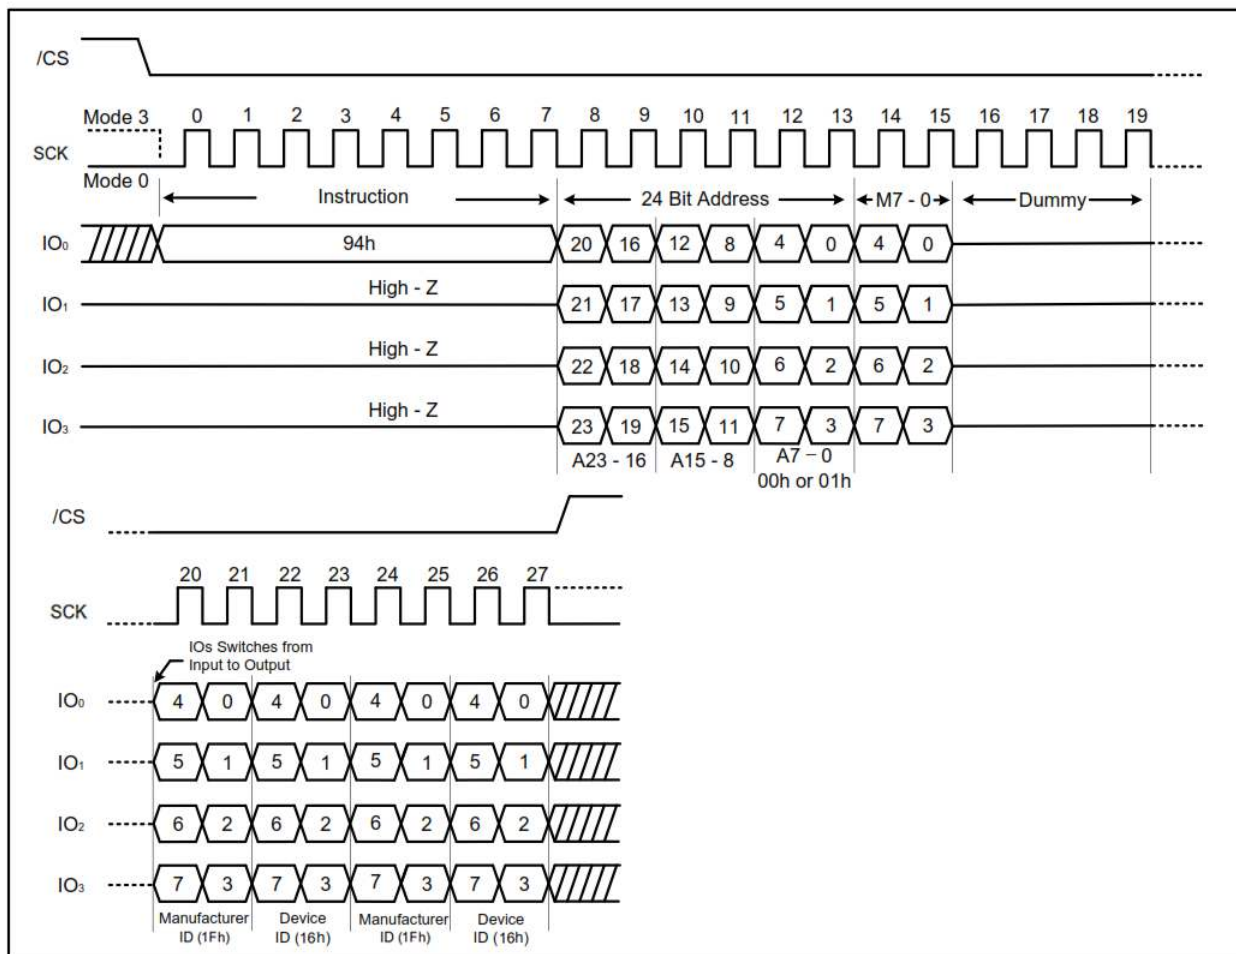 /CS
Mode 3 0 1 2 3 4 5 6 7 8 9 10 11 12 13 14 15 16 17 18 19
SCK
Mode 0
Instruction 24 Bit Address M7 - 0 Dummy
IO0 94h 20 16 12 8 4 0 4 0
IO1 High - Z 21 17 13 9 5 1 5 1
IO2 High - Z 22 18 14 10 6 2 6 2
IO3 High - Z 23 19 15 11 7 3 7 3
A23 - 16 A15 - 8 A7 - 0
00h or 01h
/CS
20 21 22 23 24 25 26 27
SCK
IOs Switches from
Input to Output
IO0 4 0 4 0 4 0 4 0
IO1 5 1 5 1 5 1 5 1
IO2 6 2 6 2 6 2 6 2
IO3 7 3 7 3 7 3 7 3
Manufacturer Device Manufacturer Device
ID (1Fh) ID (16h) ID (1Fh) ID (16h)